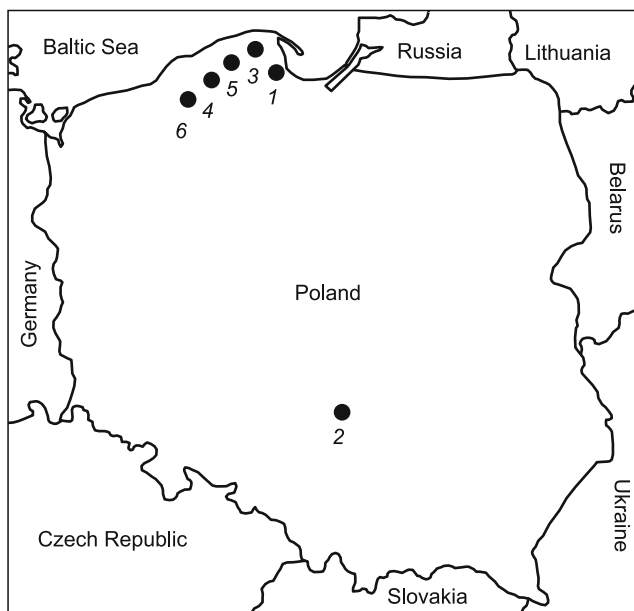 Baltic Sea
Russia
Lithuania
3
5
1
4
6
Belarus
Germany
Poland
2
Ukraine
Czech Republic
Slovakia